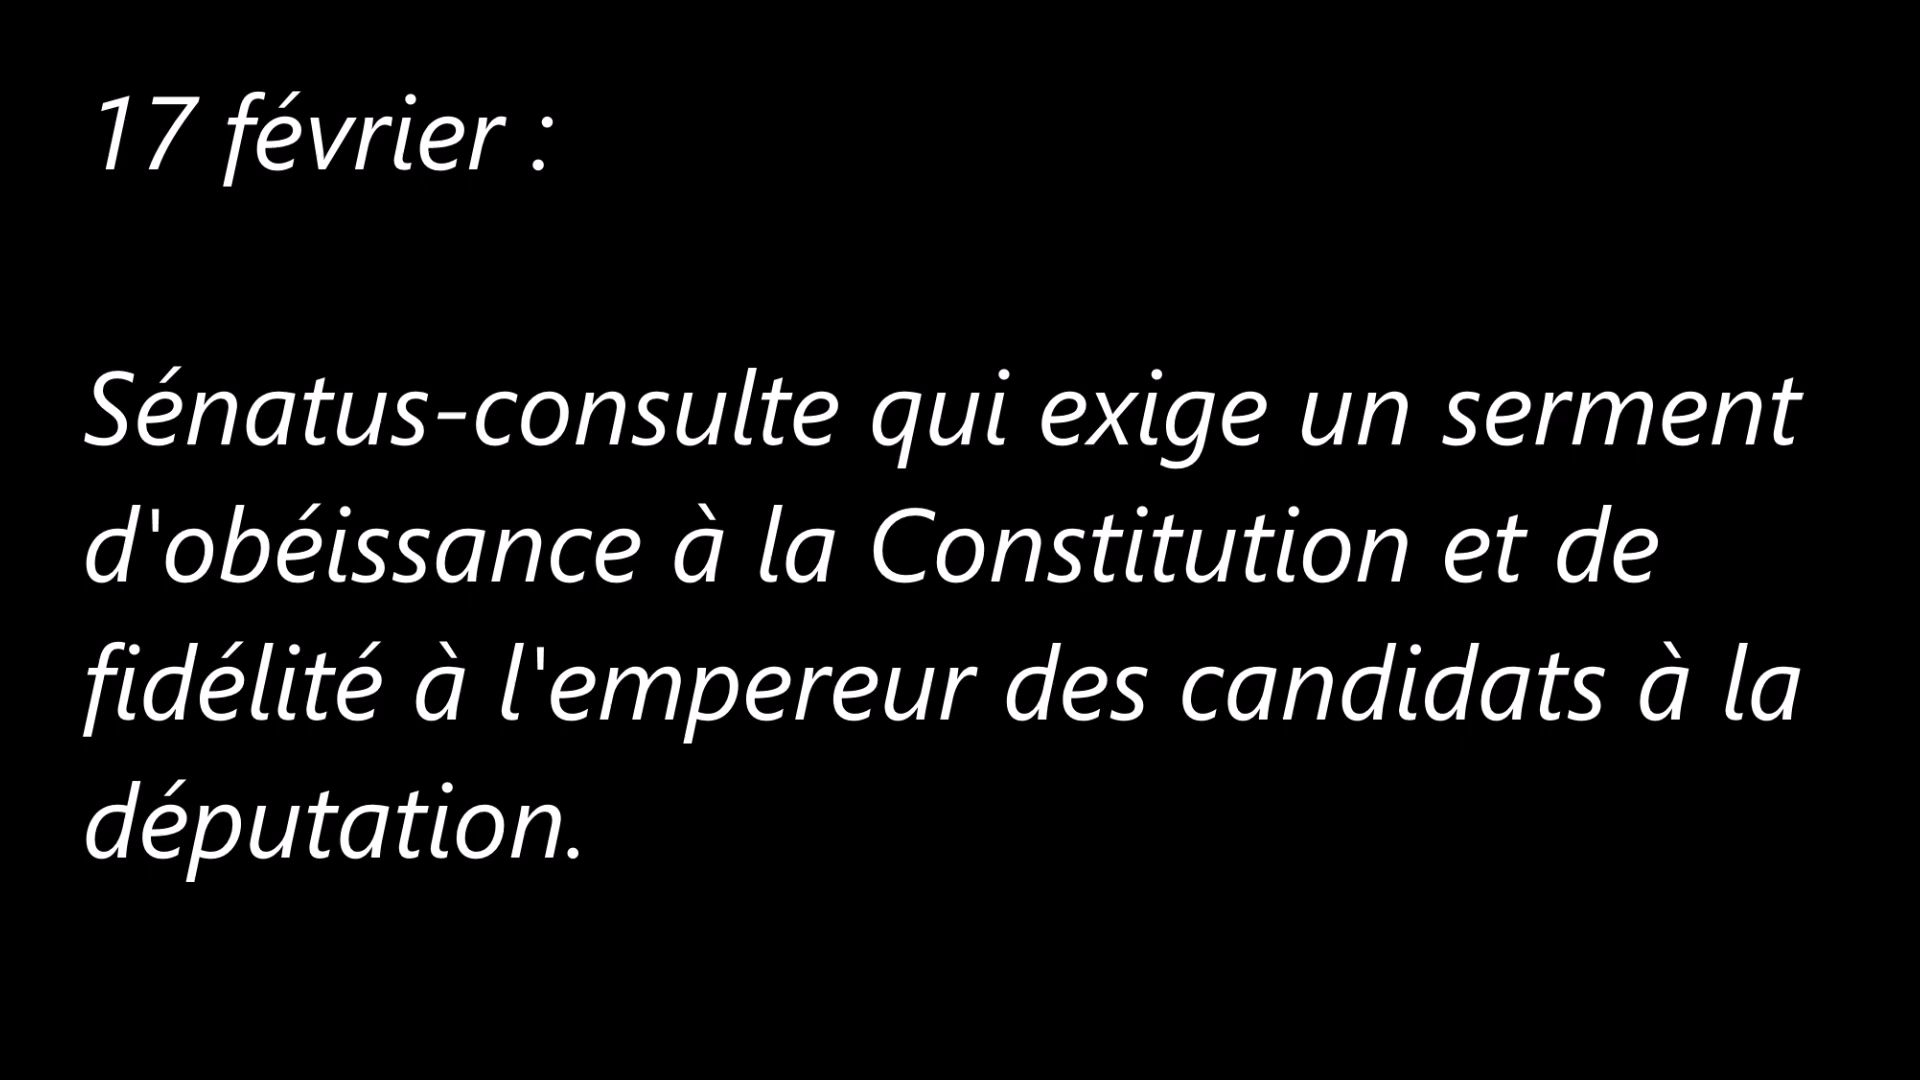 17 février :
Sénatus-consulte qui exige un serment
d'obéissance à la Constitution et de
fidélité à l'empereur des candidats à la
députation.